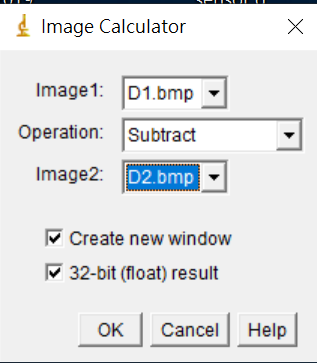 Image Calculator
Image1: D1.bmp
Operation: Subtract
Image2: D2.bmp
Create new window
32-bit (float) result
OK Cancel Help